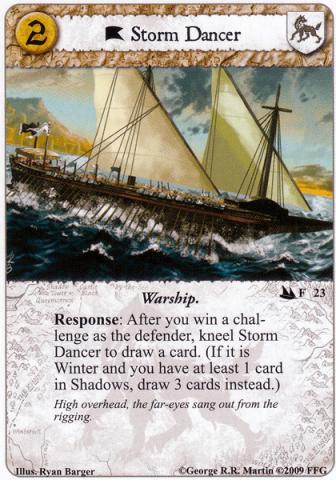 2
Storm Dancer
Warship.
F 23
Response: After you win a chal-
lenge as the defender, kneel Storm
Dancer to draw a card. (If it is
Winter and you have at least 1 card
in Shadows, draw 3 cards instead.)
High overhead, the far-eyes sang out from the
rigging.
Winterfell
Illus. Ryan Barger
©George R.R. Martin ©2009 FFG